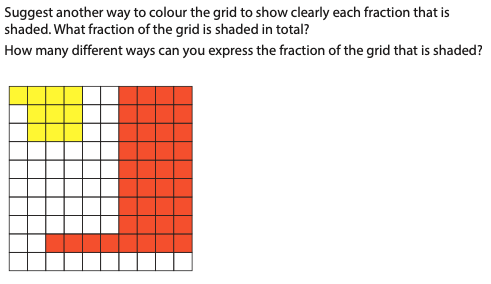 Suggest another way to colour the grid to show clearly each fraction that is
shaded. What fraction of the grid is shaded in total?
How many different ways can you express the fraction of the grid that is shaded?